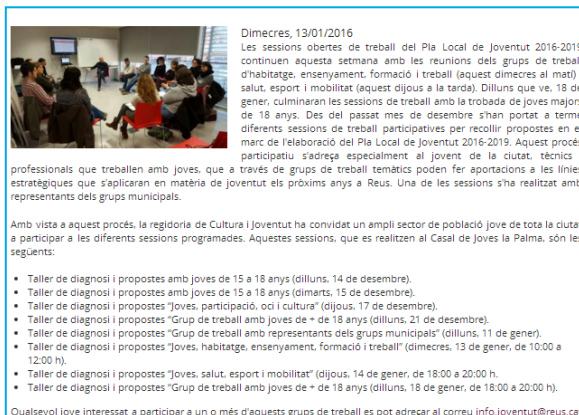 Dimecres, 13/01/2016
Les sessions obertes de treball del Pla Local de Joventut 2016-2019
continuen aquesta setmana amb les reunions dels grups de treball
d'habitatge, ensenyament, formació i treball (aquest dimecres al matí) i
salut, esport i mobilitat (aquest dijous a la tarda). Dilluns que ve, 18 de
gener, culminaran les sessions de treball amb la trobada de joves majors
de 18 anys. Des del passat mes de desembre s'han portat a terme
diferents sessions de treball participatives per recollir propostes en el
marc de l'elaboració del Pla Local de Joventut 2016-2019. Aquest procés
participatiu s'adreça especialment al jovent de la ciutat, tècnics i
professionals que treballen amb joves, que a través de grups de treball temàtics poden fer aportacions a les línies
estratègiques que s'aplicaran en matèria de joventut els pròxims anys a Reus. Una de les sessions s'ha realitzat amb
representants dels grups municipals.
Amb vista a aquest procés, la regidoria de Cultura i Joventut ha convidat un ampli sector de població jove de tota la ciutat
a participar a les diferents sessions programades. Aquestes sessions, que es realitzen al Casal de Joves la Palma, són les
següents:
• Taller de diagnosi i propostes amb joves de 15 a 18 anys (dilluns, 14 de desembre).
• Taller de diagnosi i propostes amb joves de 15 a 18 anys (dimarts, 15 de desembre).
• Taller de diagnosi i propostes "Joves, participació, oci i cultura" (dijous, 17 de desembre).
• Taller de diagnosi i propostes "Grup de treball amb joves de + de 18 anys (dilluns, 21 de desembre).
• Taller de diagnosi i propostes "Grup de treball amb representants dels grups municipals" (dilluns, 11 de gener).
• Taller de diagnosi i propostes "Joves, habitatge, ensenyament, formació i treball" (dimecres, 13 de gener, de 10:00 a
12:00 h).
• Taller de diagnosi i propostes "Joves, salut, esport i mobilitat" (dijous, 14 de gener, de 18:00 a 20:00 h.
• Taller de diagnosi i propostes "Grup de treball amb joves de + de 18 anys (dilluns, 18 de gener, de 18:00 a 20:00 h).
Qualsevol jove interessat a participar a un o més d'aquests grups de treball es pot adreçar al correu info.joventut@reus.cat